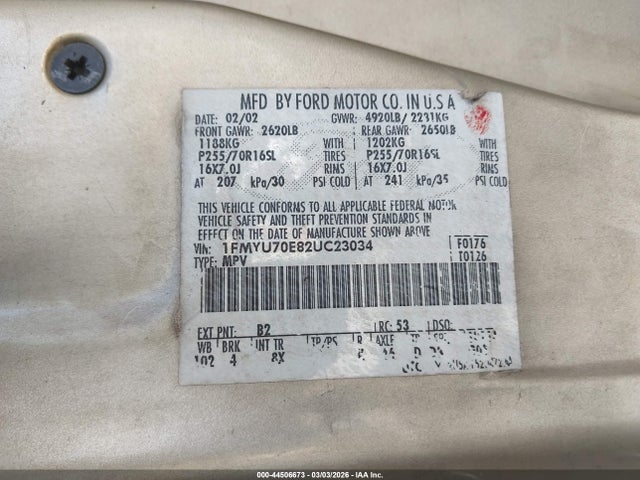 MFD BY FORD MOTOR CO. IN U.S A
DATE: 02/02 GVWR: 4920LB/ 2231KG
FRONT GAWR: 2620LB REAR GAWR: 2650LB
1188KG WITH 1202KG WITH
P255/70R16SL TIRES P255/70R16SL TIRES
16X7.0J RIMS 16X7.0J RIMS
AT 207 kPa/30 PSI COLD AT 241 kPa/35 PSI COLD
THIS VEHICLE CONFORMS TO ALL APPLICABLE FEDERAL MOTOR
VEHICLE SAFETY AND THEFT PREVENTION STANDARDS IN
EFFECT ON THE DATE OF MANUFACTURE SHOWN ABOVE.
VIN: 1FMYU70E82UC23034 F0176
TYPE: MPV T0126
EXT PNT: B2 RC: 53 DSO:
WB BRK INT TR TP/PS R AXLE
102 4 8X
000-44506673 - 03/03/2026 - IAA Inc.